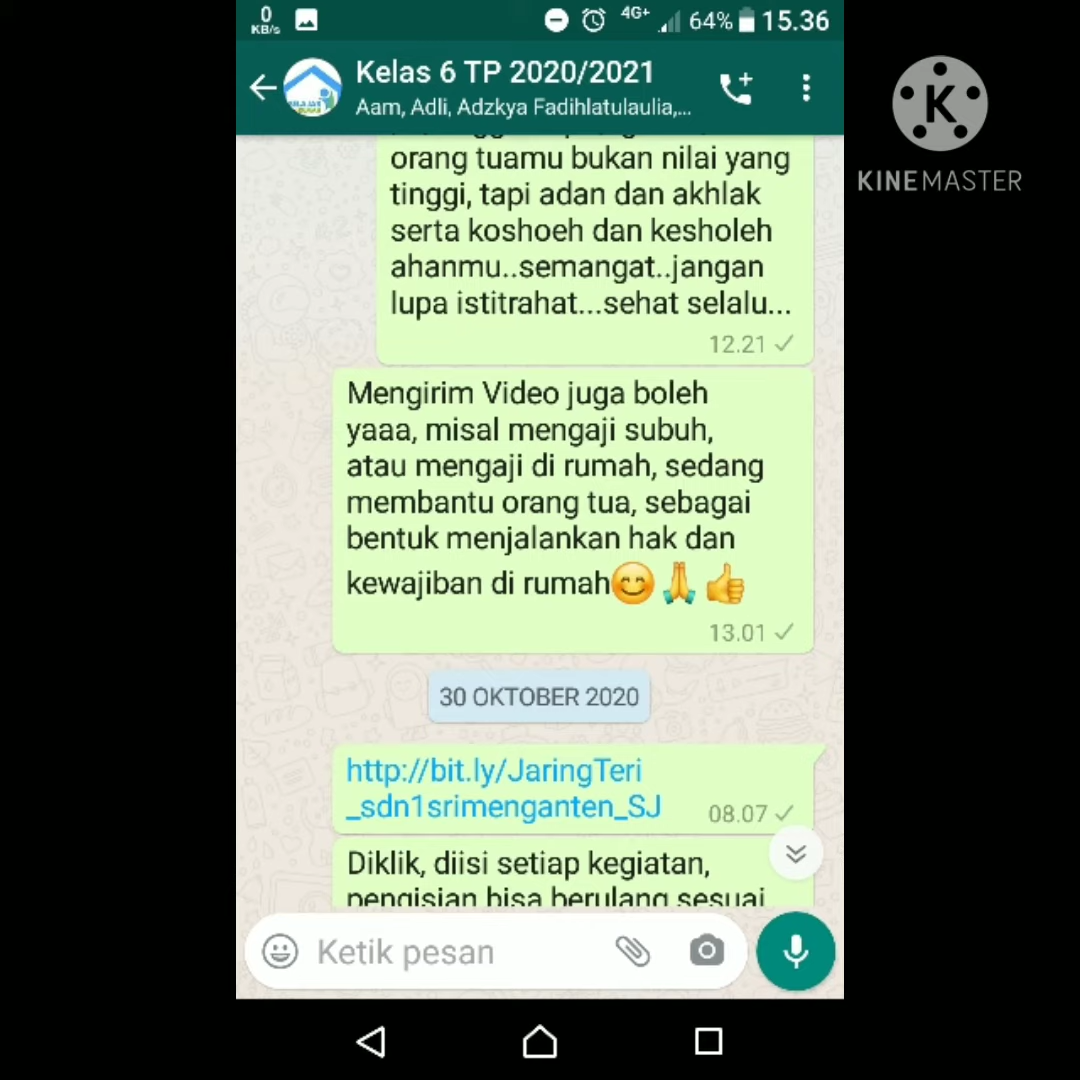 0
KB/s
4G+
64%
15.36
Kelas 6 TP 2020/2021
Aam, Adli, Adzkya Fadihlatulaulia,...
K
KINEMASTER
orang tuamu bukan nilai yang
tinggi, tapi adan dan akhlak
serta koshoeh dan kesholeh
ahanmu..semangat..jangan
lupa istitrahat...sehat selalu...
12.21
Mengirim Video juga boleh
yaaa, misal mengaji subuh,
atau mengaji di rumah, sedang
membantu orang tua, sebagai
bentuk menjalankan hak dan
kewajiban di rumah😊🙏👍
13.01
30 OKTOBER 2020
http://bit.ly/JaringTeri
_sdn1srimenganten_SJ
08.07
Diklik, diisi setiap kegiatan,
pengisian bisa berulang sesuai
Ketik pesan